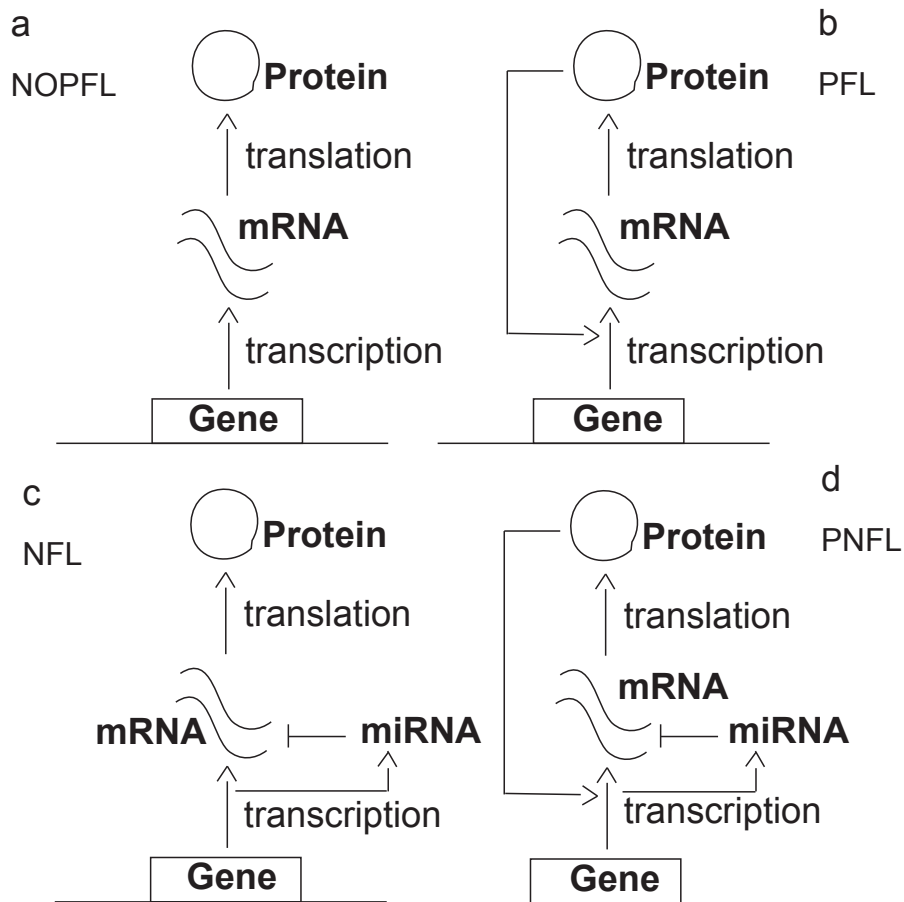 a
NOPFL
Protein
translation
mRNA
transcription
Gene
b
PFL
Protein
translation
mRNA
transcription
Gene
c
NFL
Protein
translation
mRNA
miRNA
transcription
Gene
d
PNFL
Protein
translation
mRNA
miRNA
transcription
Gene